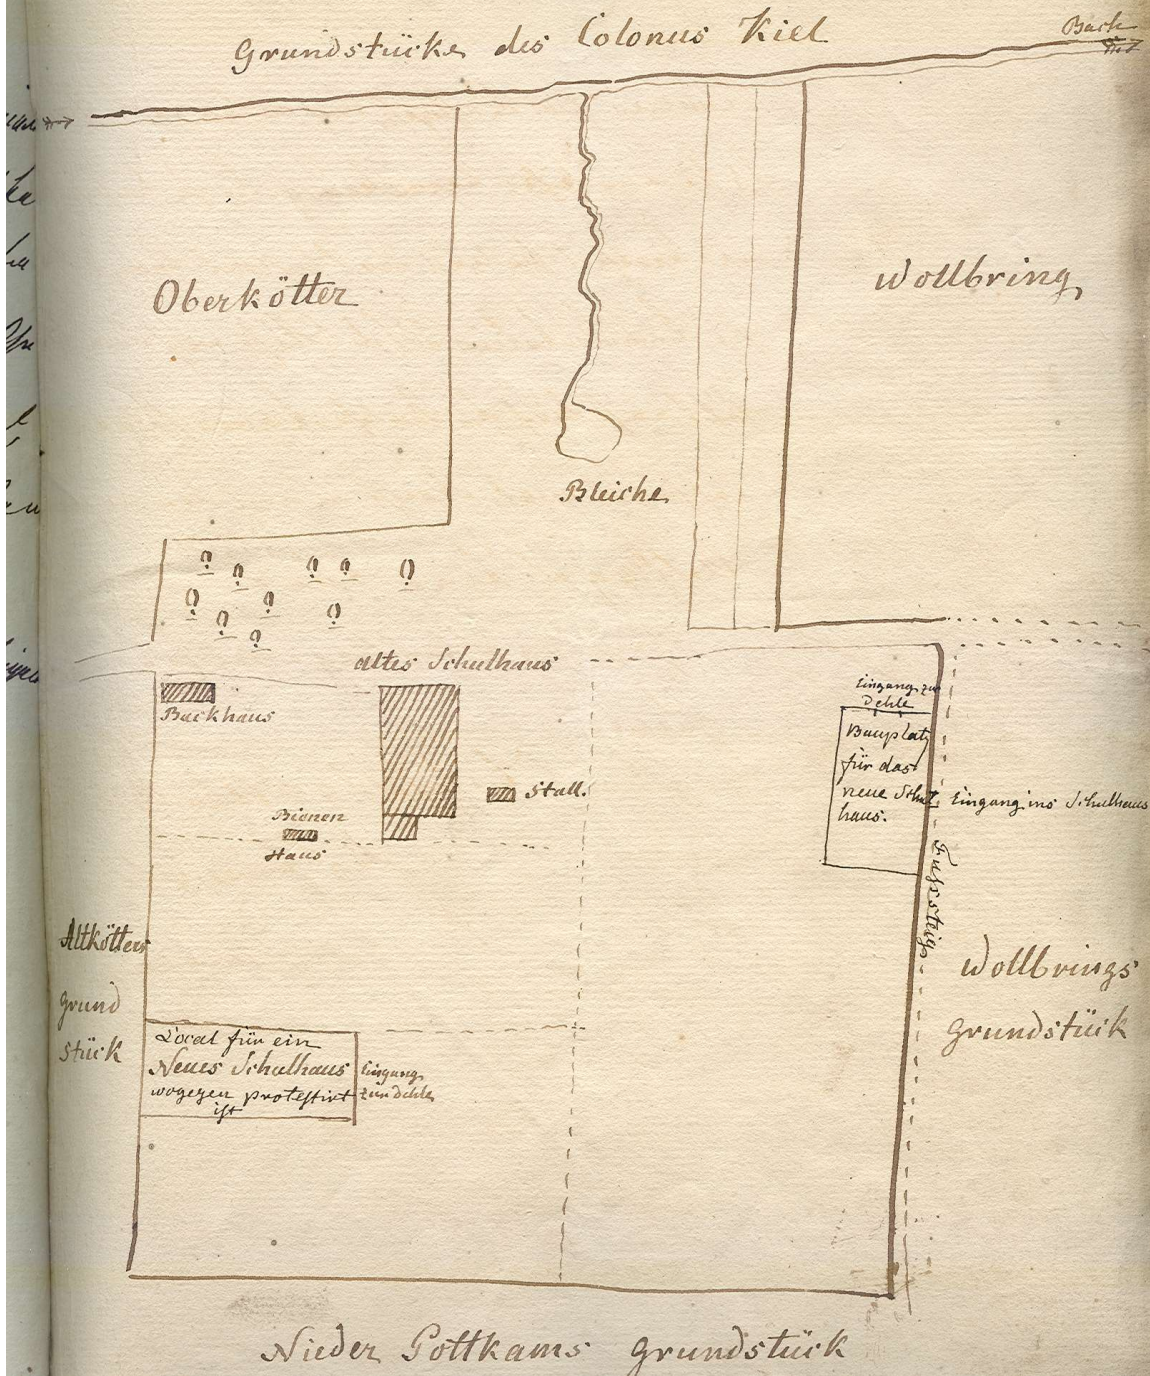 Grundstücke des Colonus Kiel
Bach
Oberkötter
Wollbring
Bleiche
altes Schulhaus
Backhaus
Stall.
Bienen
Haus
Eingang zur
Dehle
Bauplatz
für das
neue Schul
haus.
Eingang ins Schulhaus
Fussteig
Altkötters
grund
stück
Wollbrings
grundstück
Local für ein
Neues Schulhaus
wogegen protestirt
ist
Eingang
zur Dehle
Nieder Pottkams grundstück